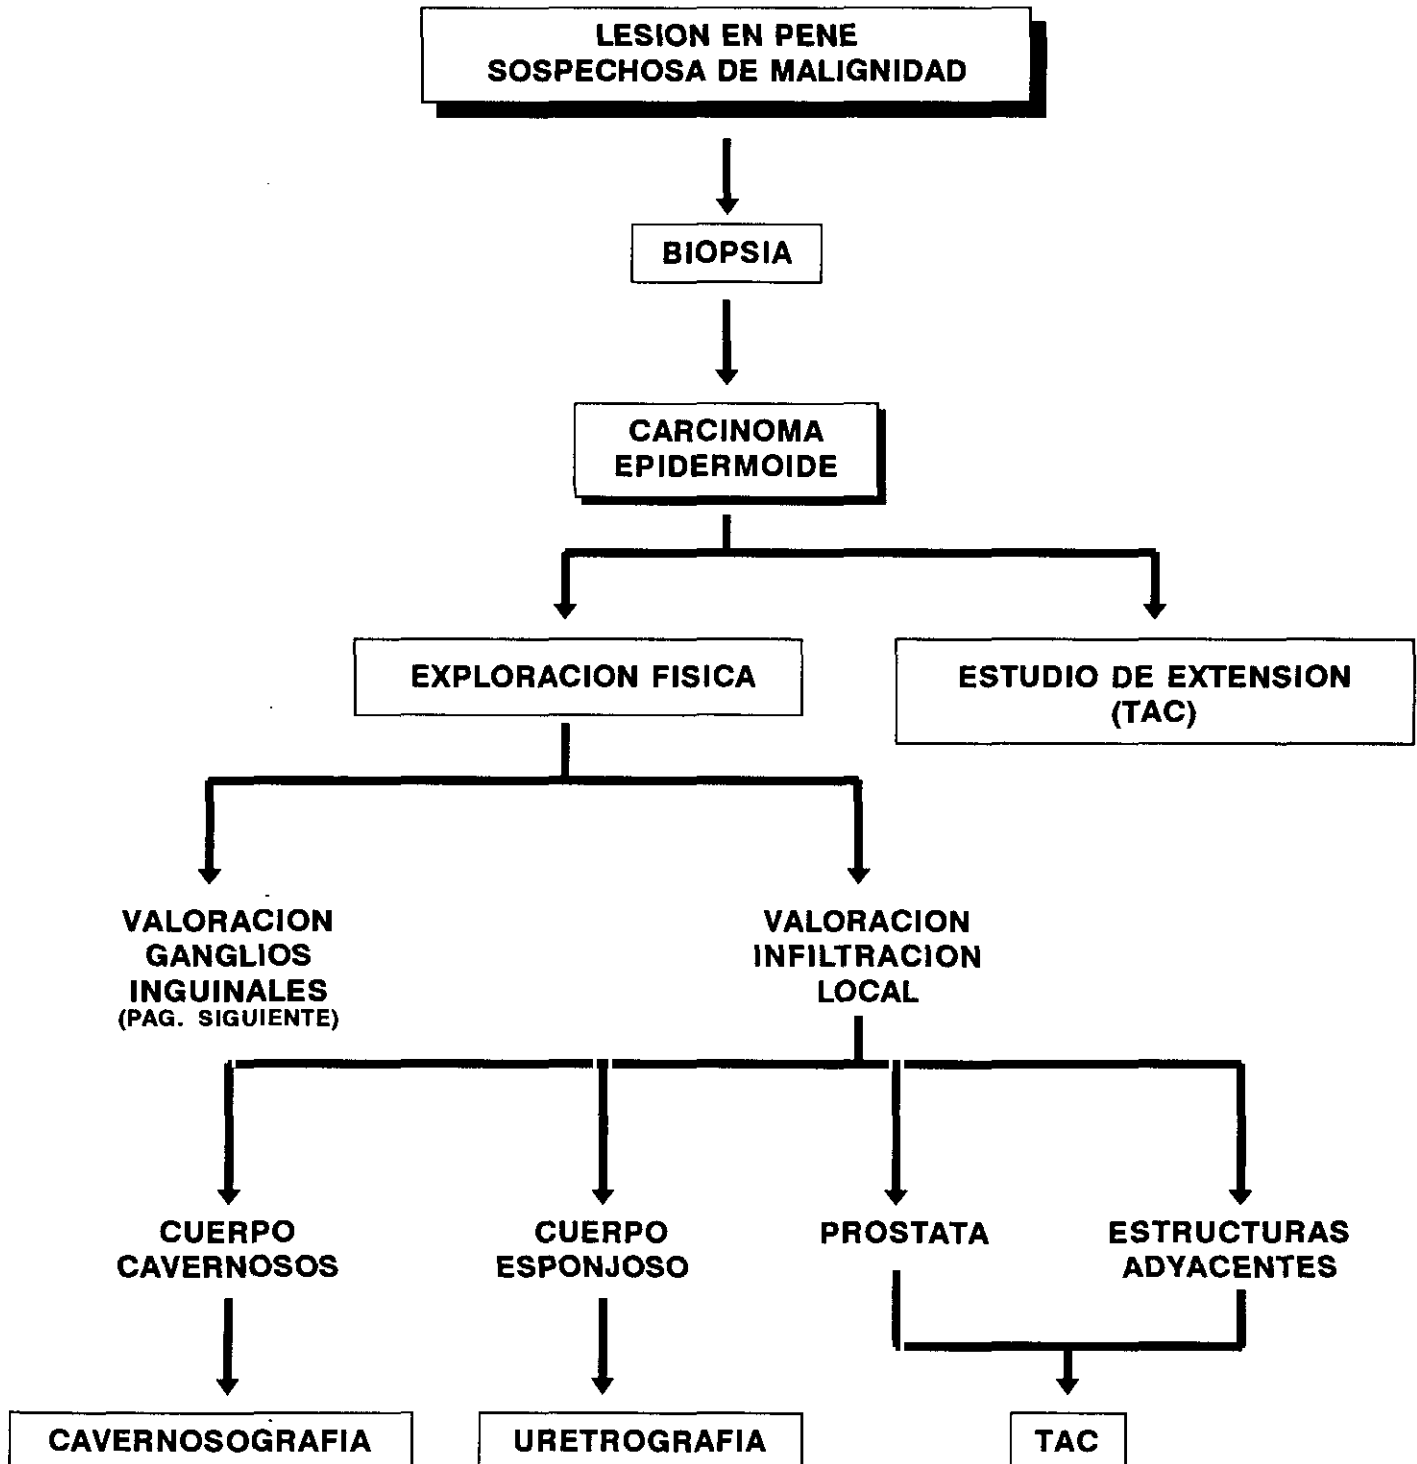 LESION EN PENE
SOSPECHOSA DE MALIGNIDAD
BIOPSIA
CARCINOMA
EPIDERMOIDE
EXPLORACION FISICA
ESTUDIO DE EXTENSION
(TAC)
VALORACION
GANGLIOS
INGUINALES
(PAG. SIGUIENTE)
VALORACION
INFILTRACION
LOCAL
CUERPO
CAVERNOSOS
CUERPO
ESPONJOSO
PROSTATA
ESTRUCTURAS
ADYACENTES
CAVERNOSOGRAFIA
URETROGRAFIA
TAC